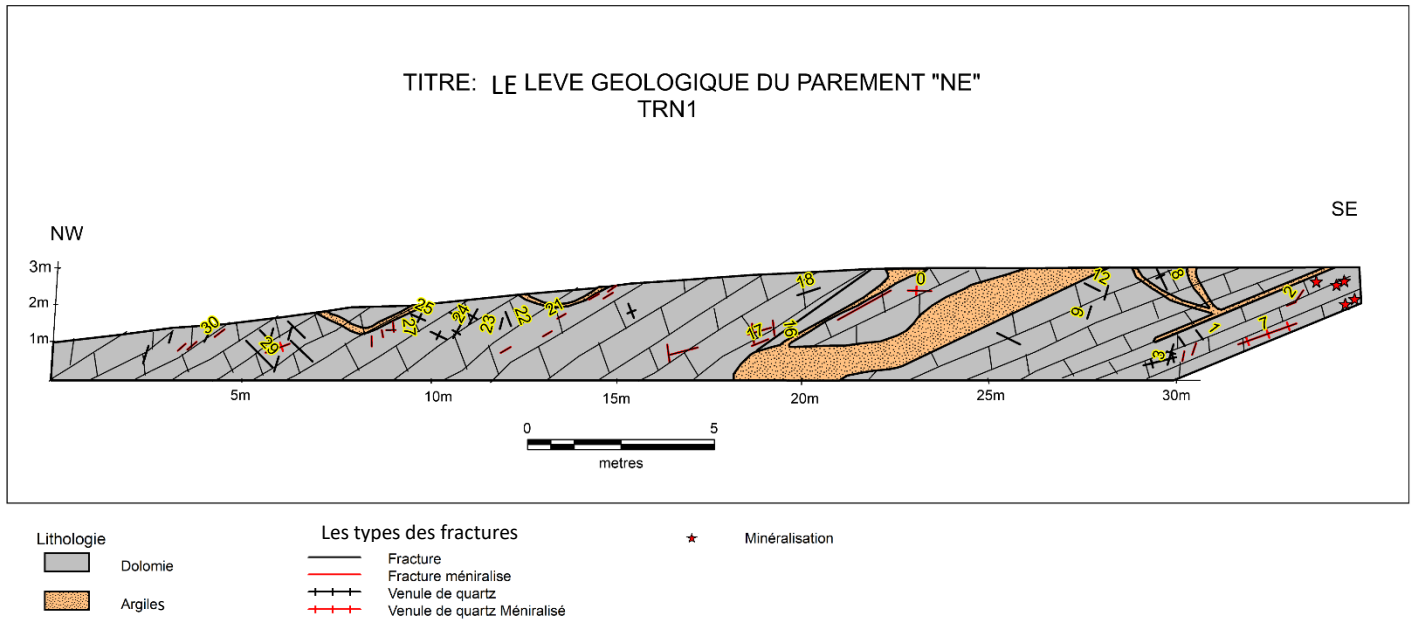 TITRE: LE LEVE GEOLOGIQUE DU PAREMENT "NE"
TRN1
NW
SE
3m
2m
1m
30
29
25
27
24
23
22
21
18
17
16
0
12
9
8
2
1
7
3
5m
10m
15m
20m
25m
30m
0
5
metres
Lithologie
Dolomie
Argiles
Les types des fractures
Fracture
Fracture méniralise
Venule de quartz
Venule de quartz Méniralisé
Minéralisation